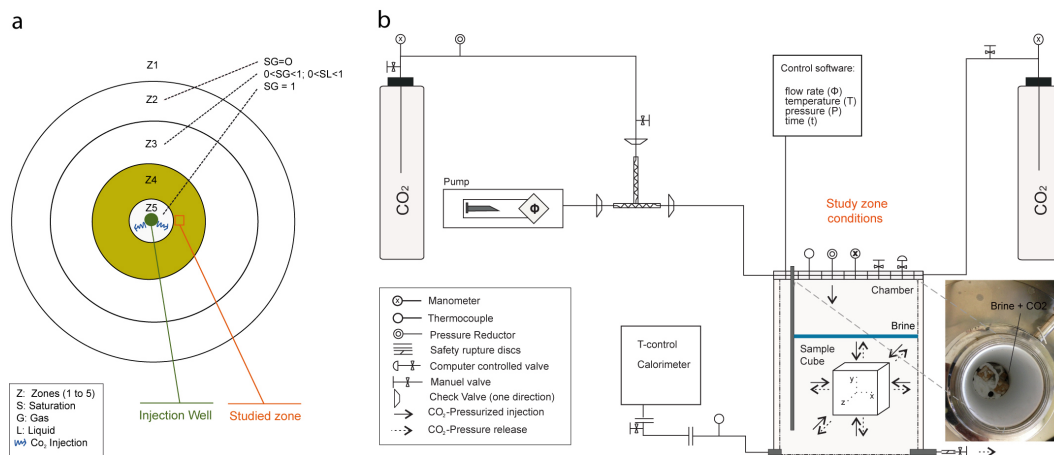 a
Z1
Z2
Z3
Z4
Z5
SG=O
0<SG<1; 0<SL<1
SG = 1
Z: Zones (1 to 5)
S: Saturation
G: Gas
L: Liquid
Co₂ Injection
Injection Well
Studied zone
b
CO₂
Pump
Φ
Control software:
flow rate (Φ)
temperature (T)
pressure (P)
time (t)
CO₂
Study zone
conditions
x
Manometer
Thermocouple
Pressure Reductor
Safety rupture discs
Computer controlled valve
Manuel valve
Check Valve (one direction)
CO₂-Pressurized injection
CO₂-Pressure release
T-control
Calorimeter
Chamber
Brine
Sample
Cube
y
x
z
Brine + CO2